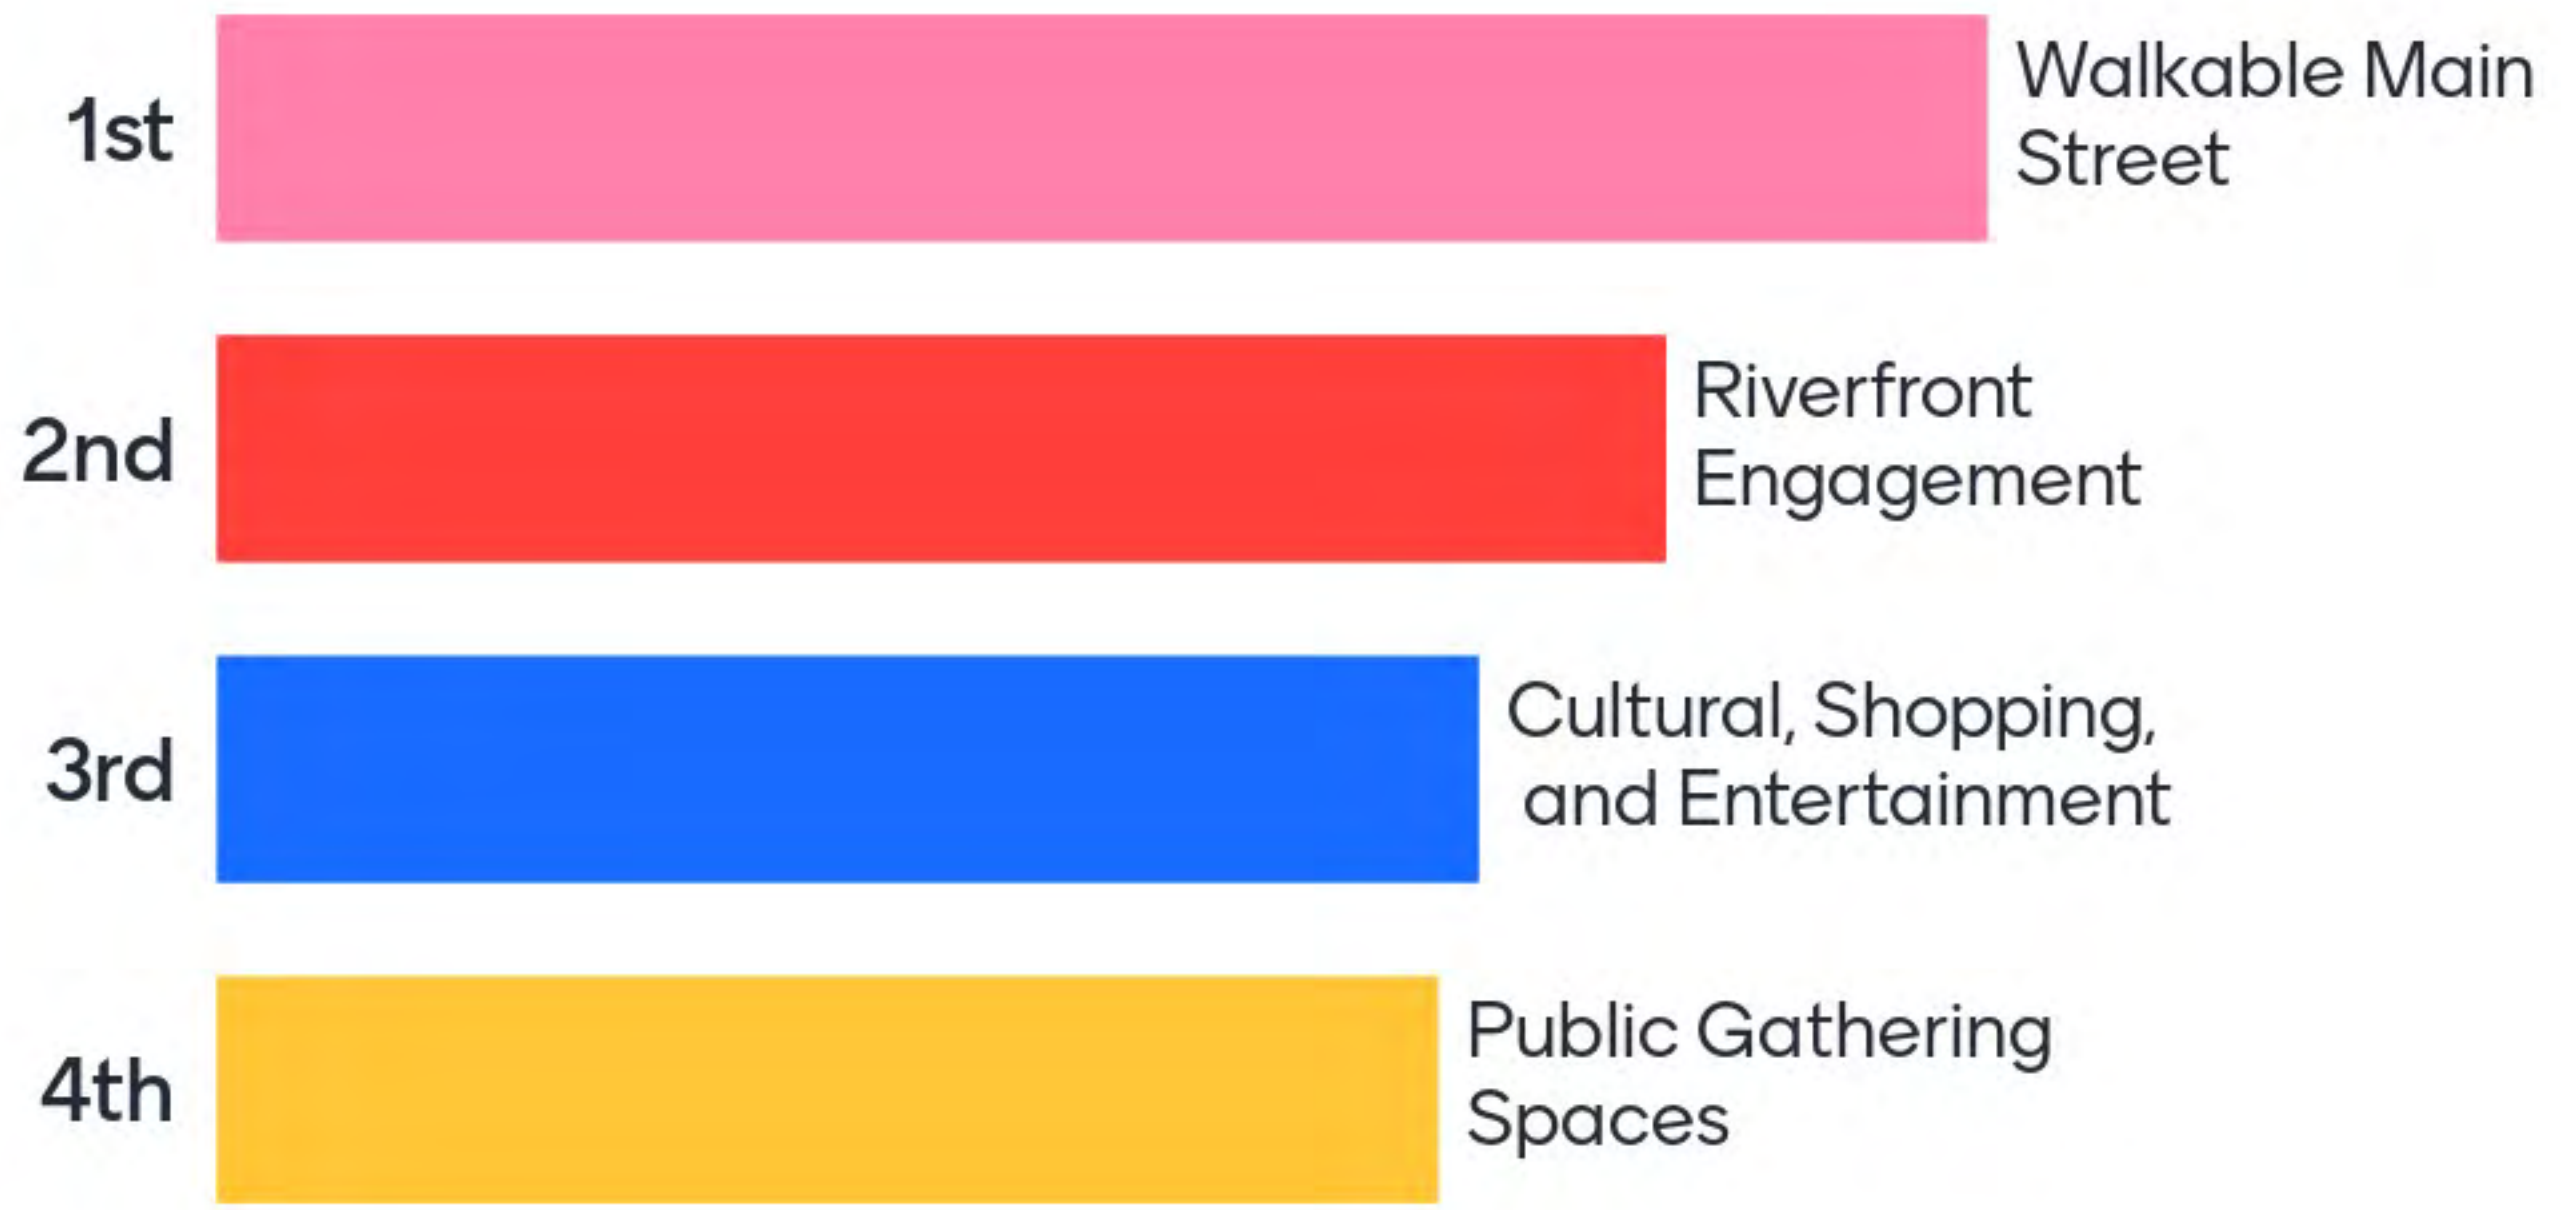 1st
Walkable Main
Street
2nd
Riverfront
Engagement
3rd
Cultural, Shopping,
and Entertainment
4th
Public Gathering
Spaces